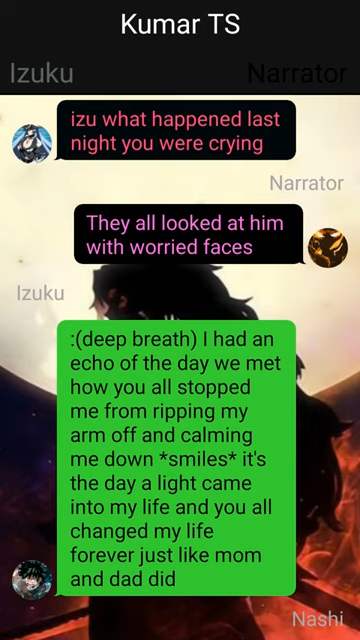 Kumar TS
Izuku
Narrator
izu what happened last
night you were crying
Narrator
They all looked at him
with worried faces
Izuku
:(deep breath) I had an
echo of the day we met
how you all stopped
me from ripping my
arm off and calming
me down *smiles* it's
the day a light came
into my life and you all
changed my life
forever just like mom
and dad did
Nashi